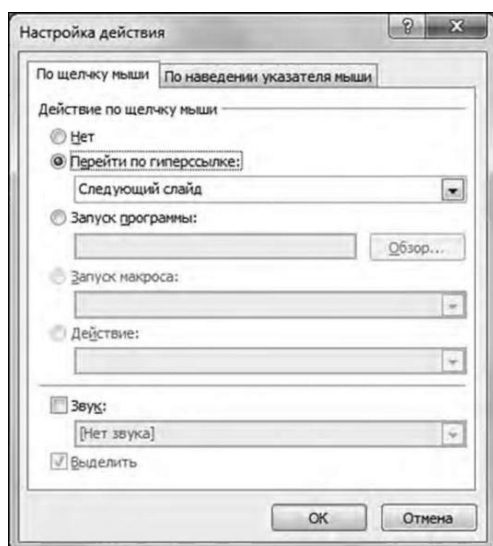 Настройка действия
По щелчку мыши По наведении указателя мыши
Действие по щелчку мыши
Нет
Перейти по гиперссылке:
Следующий слайд
Запуск программы:
Обзор...
Запуск макроса:
Действие:
Звук:
[Нет звука]
Выделить
ОК Отмена